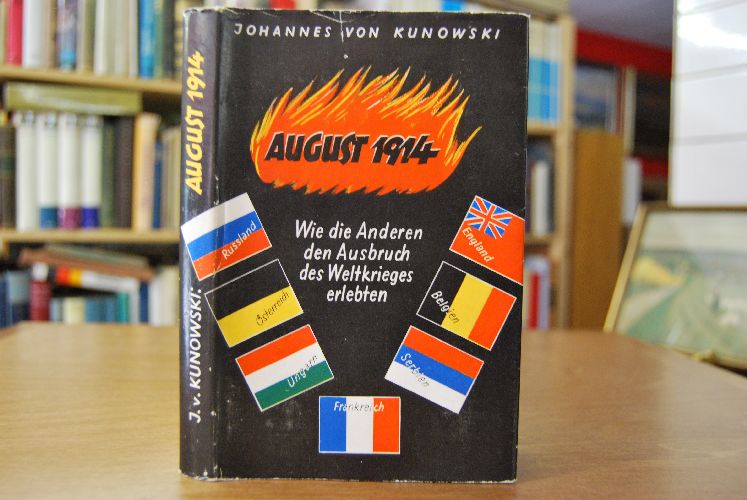 JOHANNES VON KUNOWSKI
AUGUST 1914
Wie die Anderen
den Ausbruch
des Weltkrieges
erlebten
Russland
Österreich
Ungarn
Frankreich
England
Belgien
Serbien
J. v. KUNOWSKI:
AUGUST 1914